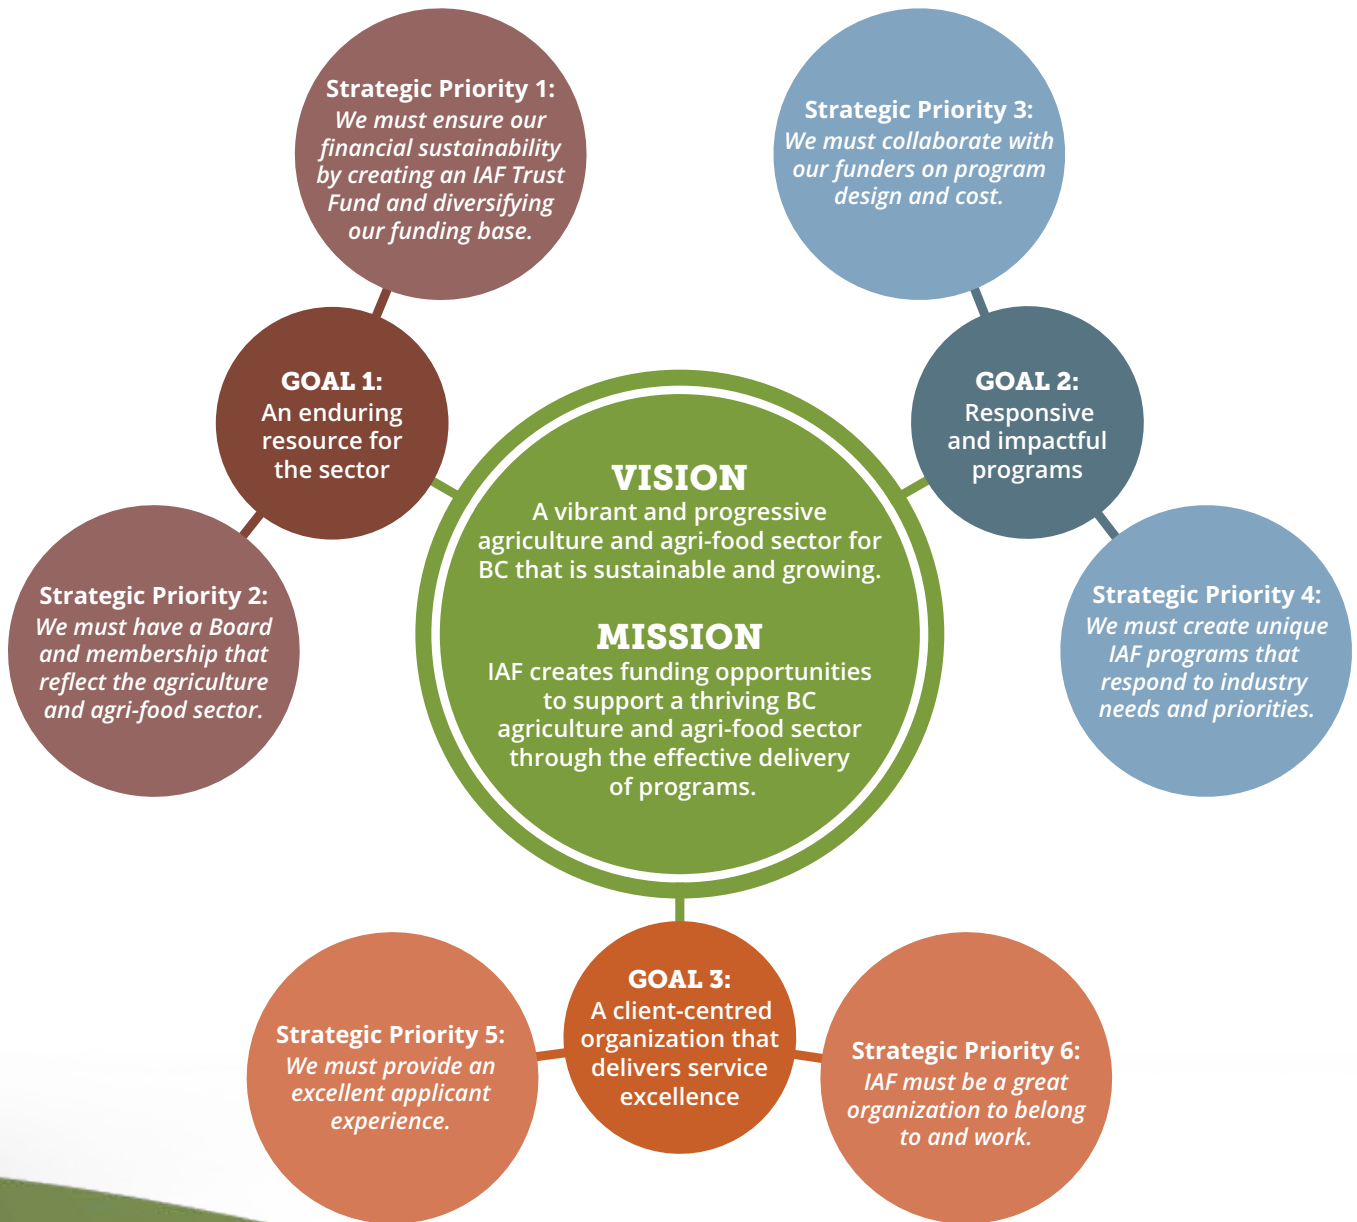 Strategic Priority 1:
We must ensure our
financial sustainability
by creating an IAF Trust
Fund and diversifying
our funding base.
Strategic Priority 3:
We must collaborate with
our funders on program
design and cost.
GOAL 1:
An enduring
resource for
the sector
GOAL 2:
Responsive
and impactful
programs
VISION
A vibrant and progressive
agriculture and agri-food sector for
BC that is sustainable and growing.
MISSION
IAF creates funding opportunities
to support a thriving BC
agriculture and agri-food sector
through the effective delivery
of programs.
Strategic Priority 2:
We must have a Board
and membership that
reflect the agriculture
and agri-food sector.
Strategic Priority 4:
We must create unique
IAF programs that
respond to industry
needs and priorities.
GOAL 3:
A client-centred
organization that
delivers service
excellence
Strategic Priority 5:
We must provide an
excellent applicant
experience.
Strategic Priority 6:
IAF must be a great
organization to belong
to and work.